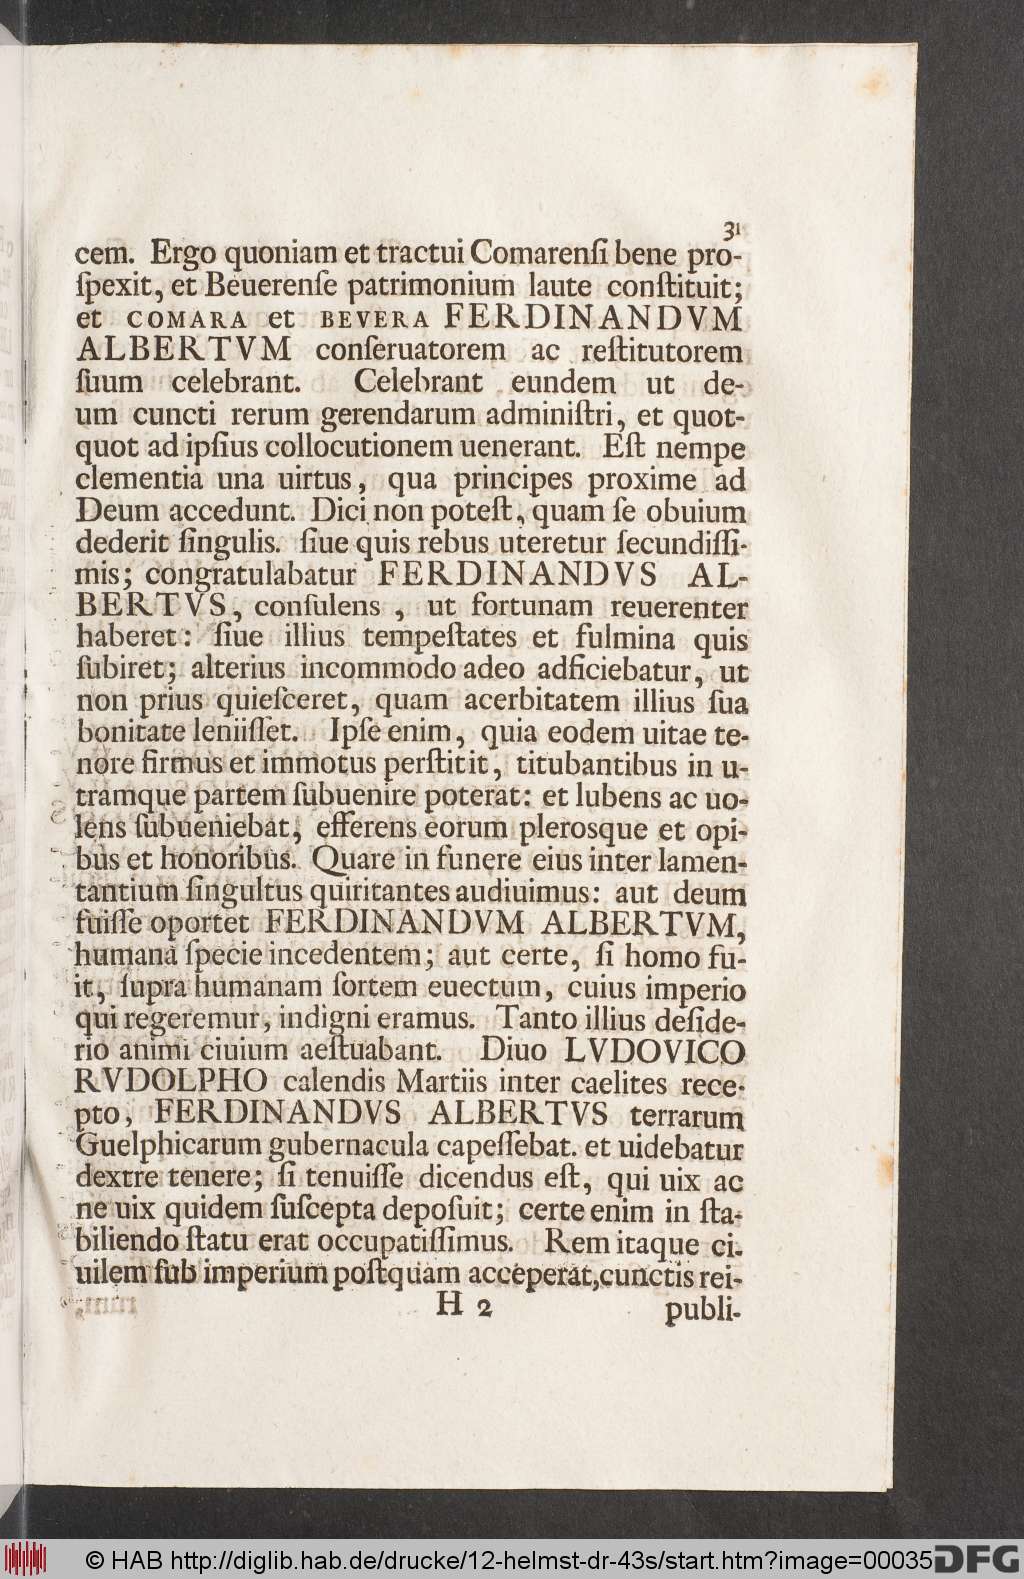 31
cem. Ergo quoniam et tractui Comarenſi bene pro-
ſpexit, et Beuerenſe patrimonium laute conſtituit;
et COMARA et BEVERA FERDINANDVM
ALBERTVM conſeruatorem ac reſtitutorem
ſuum celebrant. Celebrant eundem ut de-
um cuncti rerum gerendarum adminiſtri, et quot-
quot ad ipſius collocutionem uenerant. Eſt nempe
clementia una uirtus, qua principes proxime ad
Deum accedunt. Dici non poteſt, quam ſe obuium
dederit ſingulis. ſiue quis rebus uteretur ſecundiſſi-
mis; congratulabatur FERDINANDVS AL-
BERTVS, conſulens, ut fortunam reuerenter
haberet: ſiue illius tempeſtates et fulmina quis
ſubiret; alterius incommodo adeo adficiebatur, ut
non prius quieſceret, quam acerbitatem illius ſua
bonitate leniiſſet. Ipſe enim, quia eodem uitae te-
nore firmus et immotus perſtitit, titubantibus in u-
tramque partem ſubuenire poterat: et lubens ac uo-
lens ſubueniebat, efferens eorum plerosque et opi-
bus et honoribus. Quare in funere eius inter lamen-
tantium ſingultus quiritantes audiuimus: aut deum
fuiſſe oportet FERDINANDVM ALBERTVM,
humana ſpecie incedentem; aut certe, ſi homo fu-
it, ſupra humanam ſortem euectum, cuius imperio
qui regeremur, indigni eramus. Tanto illius deſide-
rio animi ciuium aeſtuabant. Diuo LVDOVICO
RVDOLPHO calendis Martiis inter caelites rece-
pto, FERDINANDVS ALBERTVS terrarum
Guelphicarum gubernacula capeſſebat. et uidebatur
dextre tenere; ſi tenuiſſe dicendus eſt, qui uix ac
ne uix quidem ſuſcepta depoſuit; certe enim in ſta-
biliendo ſtatu erat occupatiſſimus. Rem itaque ci-
uilem ſub imperium poſtquam acceperat, cunctis rei-
H 2 publi-
© HAB http://diglib.hab.de/drucke/12-helmst-dr-43s/start.htm?image=00035
DFG